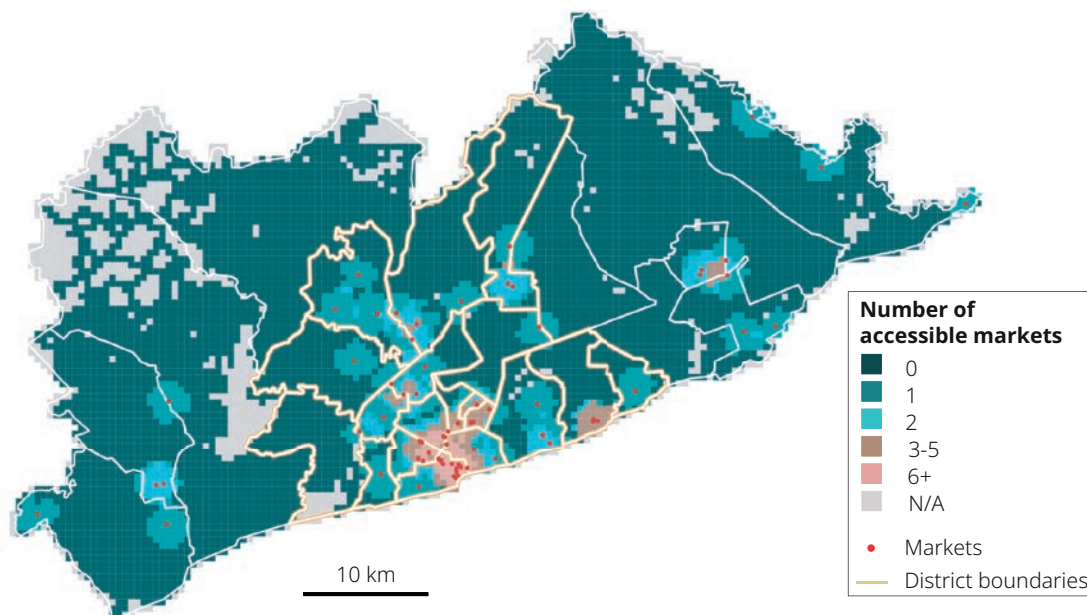 10 km
Number of
accessible markets
0
1
2
3-5
6+
N/A
Markets
District boundaries